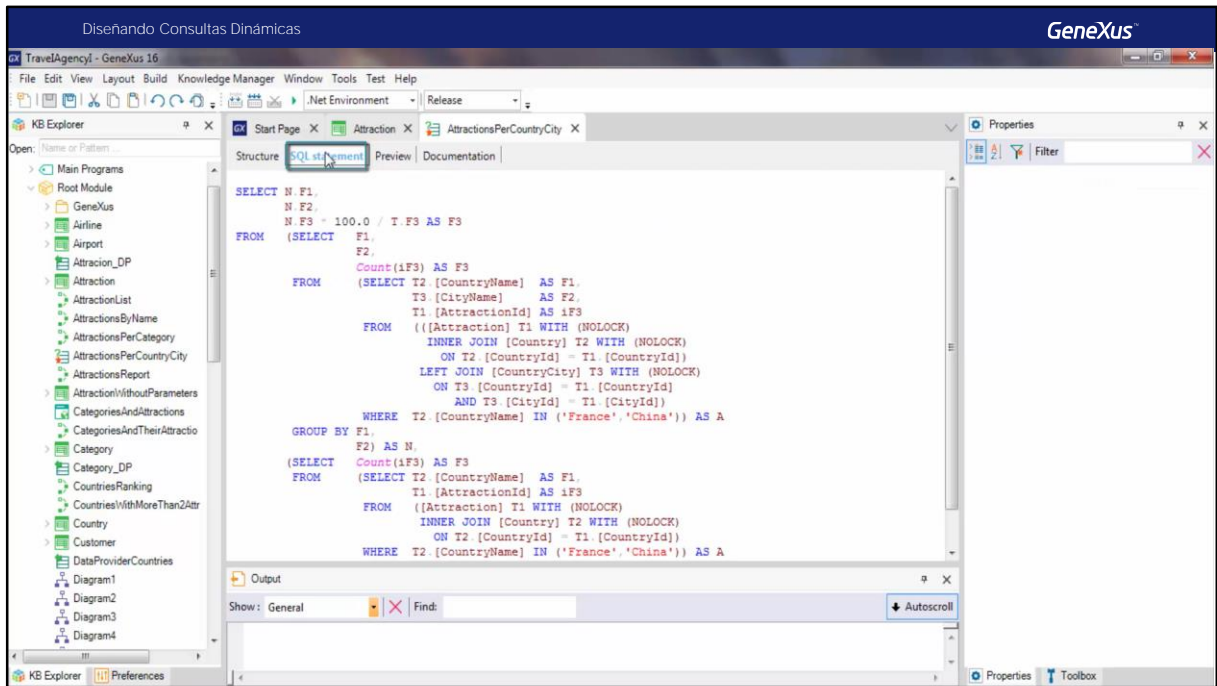 Diseñando Consultas Dinámicas
GeneXus™
GX TravelAgencyI - GeneXus 16
File Edit View Layout Build Knowledge Manager Window Tools Test Help
.Net Environment Release
KB Explorer
Open: Name or Pattern ...
Main Programs
Root Module
GeneXus
Airline
Airport
Attracion_DP
Attraction
AttractionList
AttractionsByName
AttractionsPerCategory
AttractionsPerCountryCity
AttractionsReport
AttractionWithoutParameters
CategoriesAndAttractions
CategoriesAndTheirAttractio
Category
Category_DP
CountriesRanking
CountriesWithMoreThan2Attr
Country
Customer
DataProviderCountries
Diagram1
Diagram2
Diagram3
Diagram4
KB Explorer Preferences
GX Start Page Attraction AttractionsPerCountryCity
Structure SQL statement Preview Documentation
SELECT N.F1,
N.F2,
N.F3 * 100.0 / T.F3 AS F3
FROM (SELECT F1,
F2,
Count(iF3) AS F3
FROM (SELECT T2.[CountryName] AS F1,
T3.[CityName] AS F2,
T1.[AttractionId] AS iF3
FROM (([Attraction] T1 WITH (NOLOCK)
INNER JOIN [Country] T2 WITH (NOLOCK)
ON T2.[CountryId] = T1.[CountryId])
LEFT JOIN [CountryCity] T3 WITH (NOLOCK)
ON T3.[CountryId] = T1.[CountryId]
AND T3.[CityId] = T1.[CityId])
WHERE T2.[CountryName] IN ('France','China')) AS A
GROUP BY F1,
F2) AS N,
(SELECT Count(iF3) AS F3
FROM (SELECT T2.[CountryName] AS F1,
T1.[AttractionId] AS iF3
FROM ([Attraction] T1 WITH (NOLOCK)
INNER JOIN [Country] T2 WITH (NOLOCK)
ON T2.[CountryId] = T1.[CountryId])
WHERE T2.[CountryName] IN ('France','China')) AS A
Output
Show: General Find: Autoscroll
Properties
Filter
Properties Toolbox